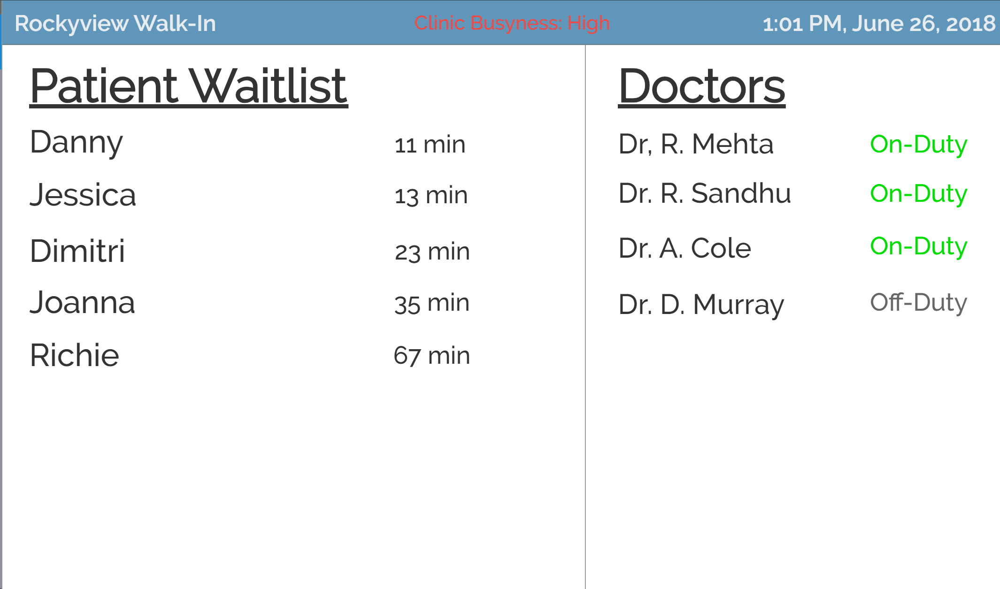 Rockyview Walk-In
Clinic Busyness: High
1:01 PM, June 26, 2018
Patient Waitlist
Danny 11 min
Jessica 13 min
Dimitri 23 min
Joanna 35 min
Richie 67 min
Doctors
Dr, R. Mehta On-Duty
Dr. R. Sandhu On-Duty
Dr. A. Cole On-Duty
Dr. D. Murray Off-Duty